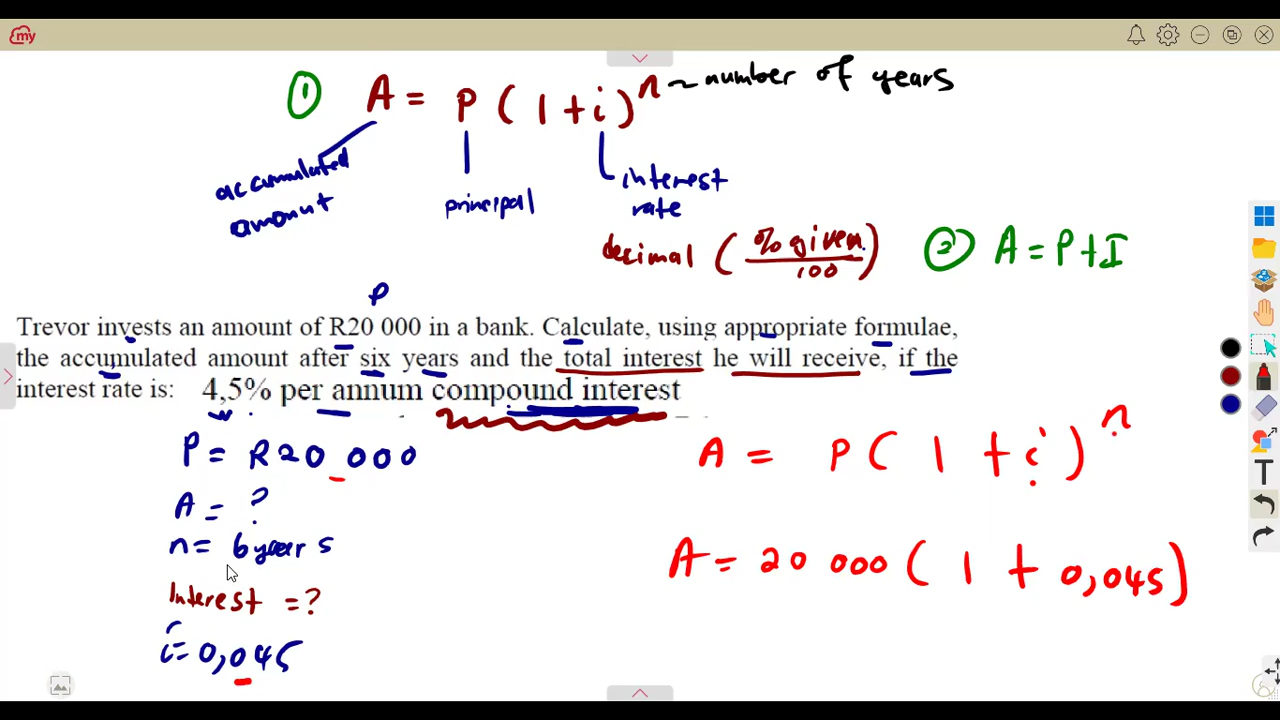 my
① A = P(1+i)^n ~ number of years
accumulated amount
principal
interest rate
decimal (% given / 100)
② A = P+I
P
Trevor invests an amount of R20 000 in a bank. Calculate, using appropriate formulae,
the accumulated amount after six years and the total interest he will receive, if the
interest rate is: 4,5% per annum compound interest
P = R20 000
A = ?
n = 6 years
Interest = ?
i = 0,045
A = P(1+i)^n
A = 20 000 (1 + 0,045)
T